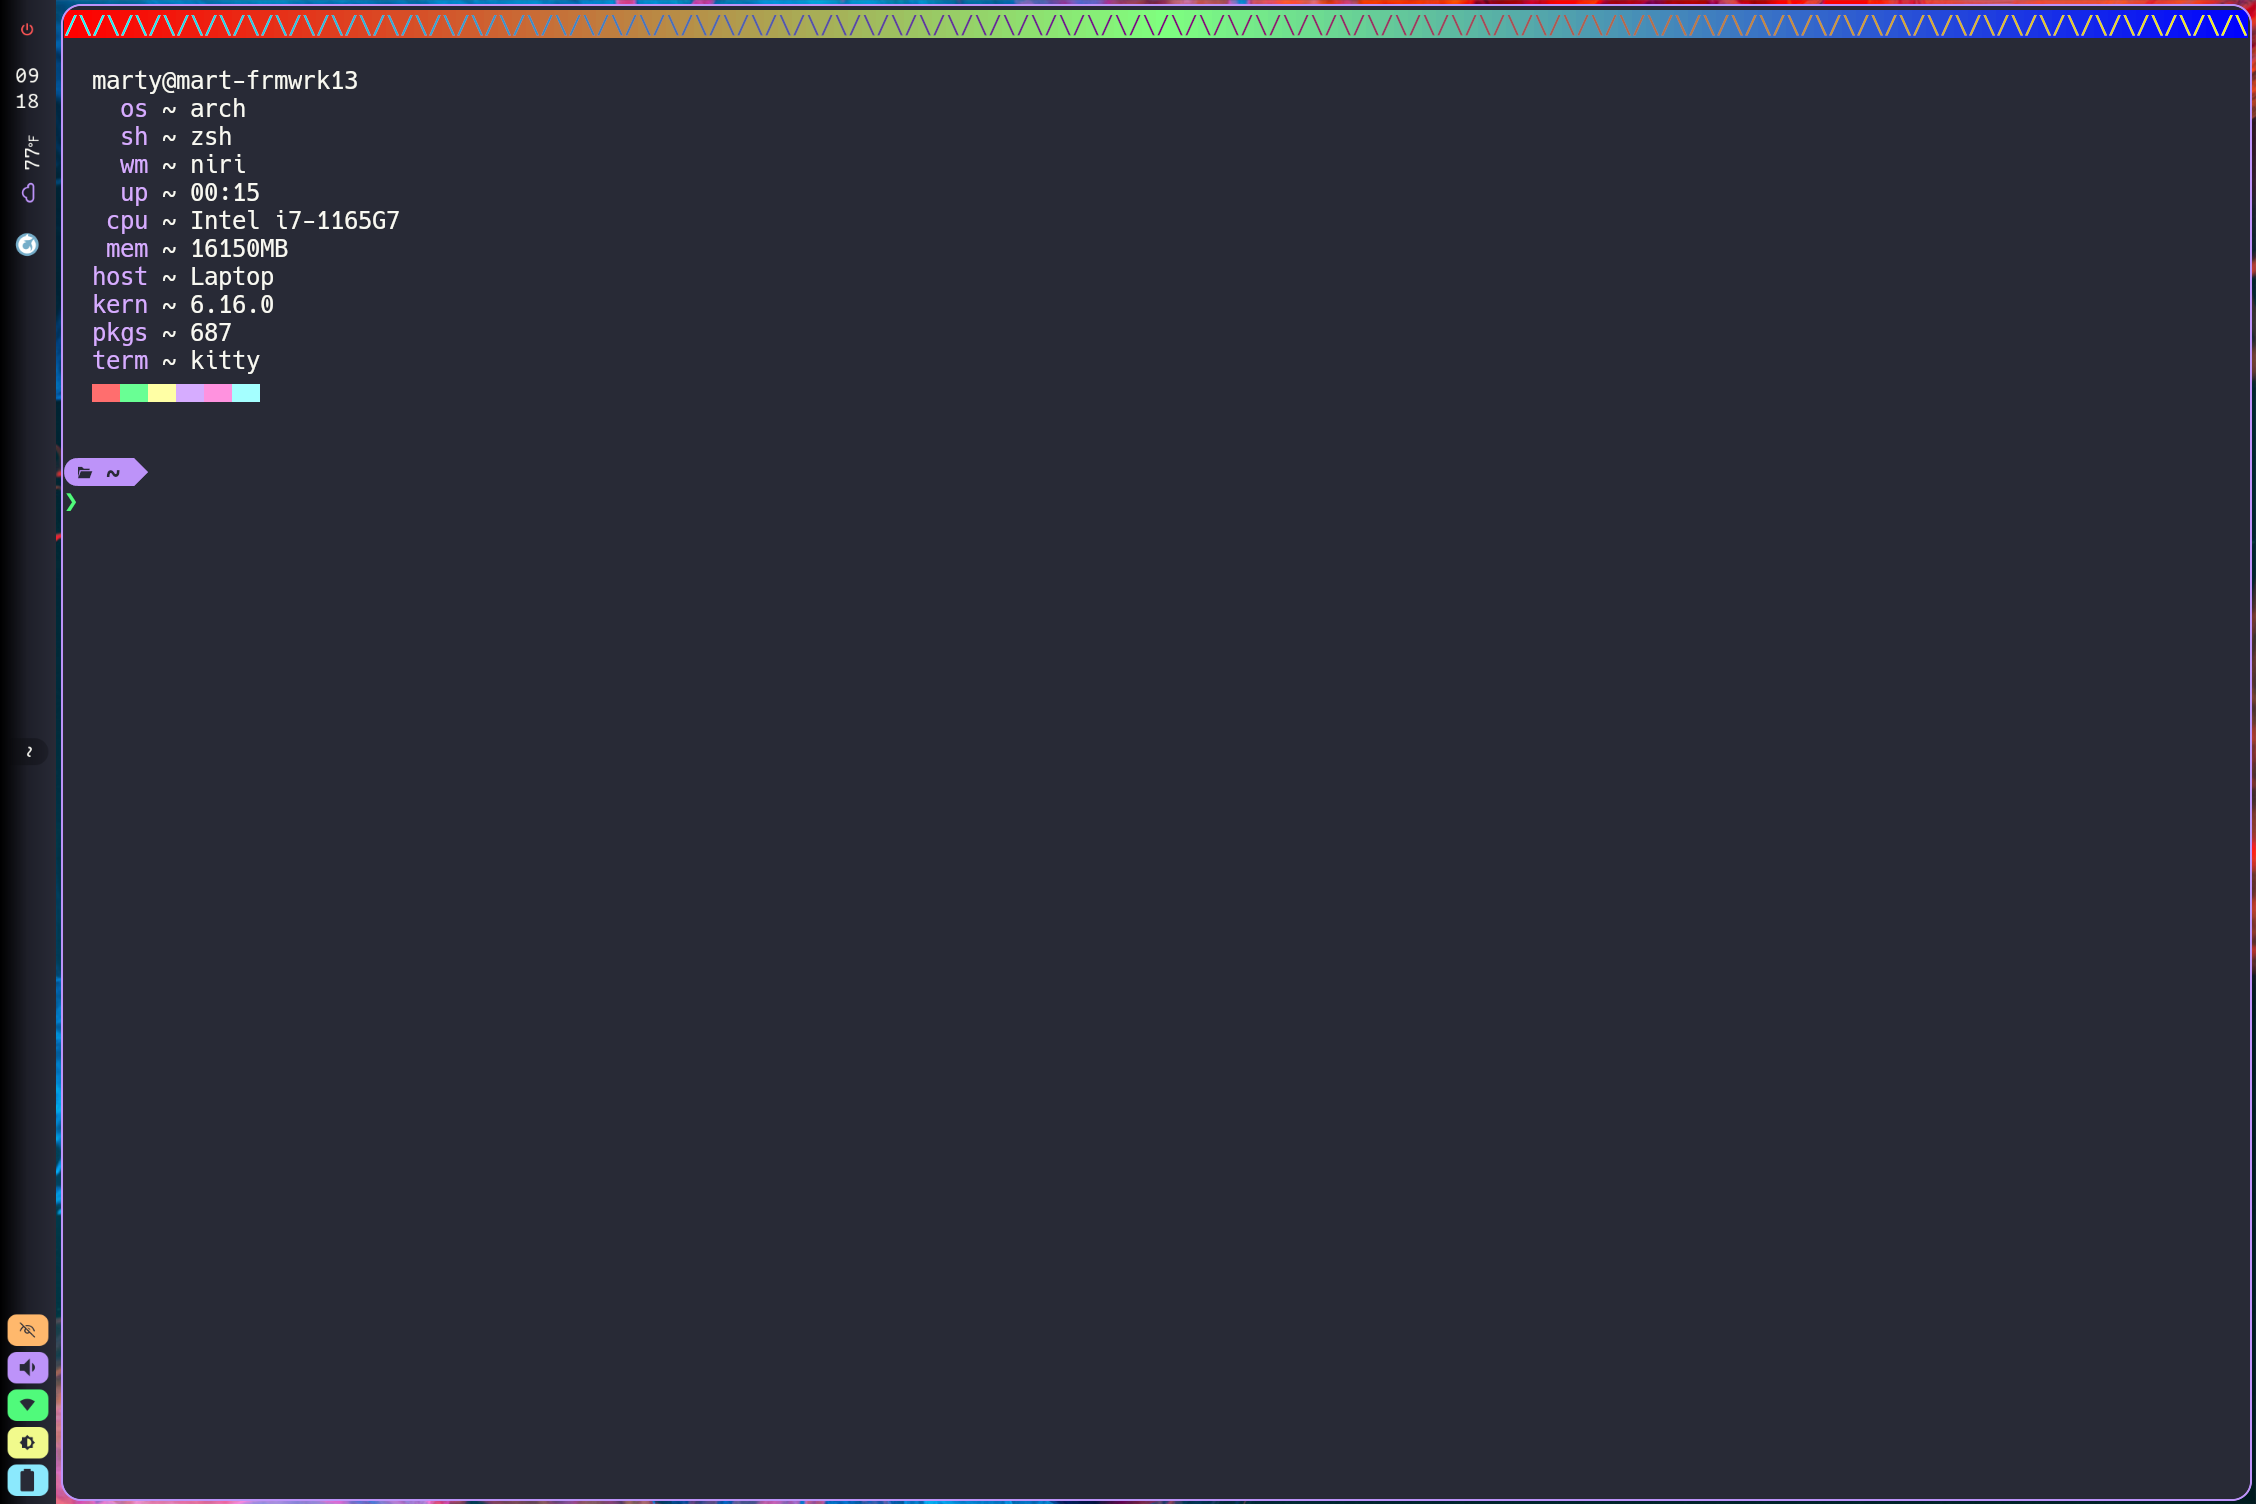 09
18
77°F
~
/\/\/\/\/\/\/\/\/\/\/\/\/\/\/\/\/\/\/\/\/\/\/\/\/\/\/\/\/\/\/\/\/\/\/\/\/\/\/\/\/\/\/\/\/\/\/\/\/\/\/\/\/\/\/\/\/\/\/\/\/\/\/\/\/\/\/\/\/\/\/\/\/\/\/\/\/\/\
marty@mart-frmwrk13
os ~ arch
sh ~ zsh
wm ~ niri
up ~ 00:15
cpu ~ Intel i7-1165G7
mem ~ 16150MB
host ~ Laptop
kern ~ 6.16.0
pkgs ~ 687
term ~ kitty
~
❯